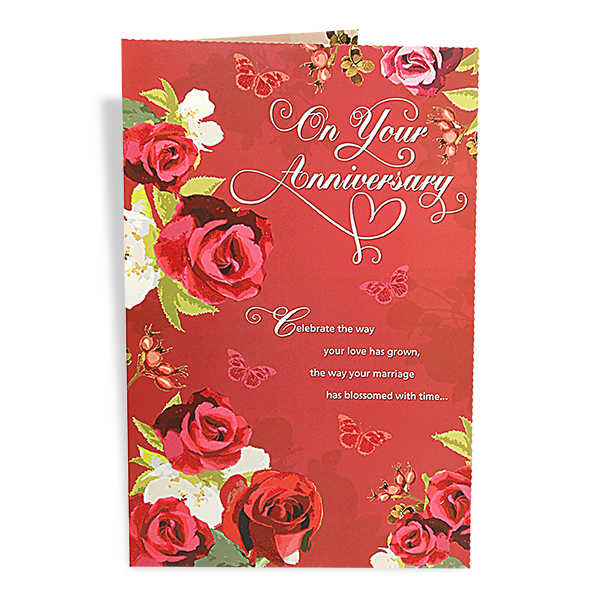 On Your
Anniversary
Celebrate the way
your love has grown,
the way your marriage
has blossomed with time...